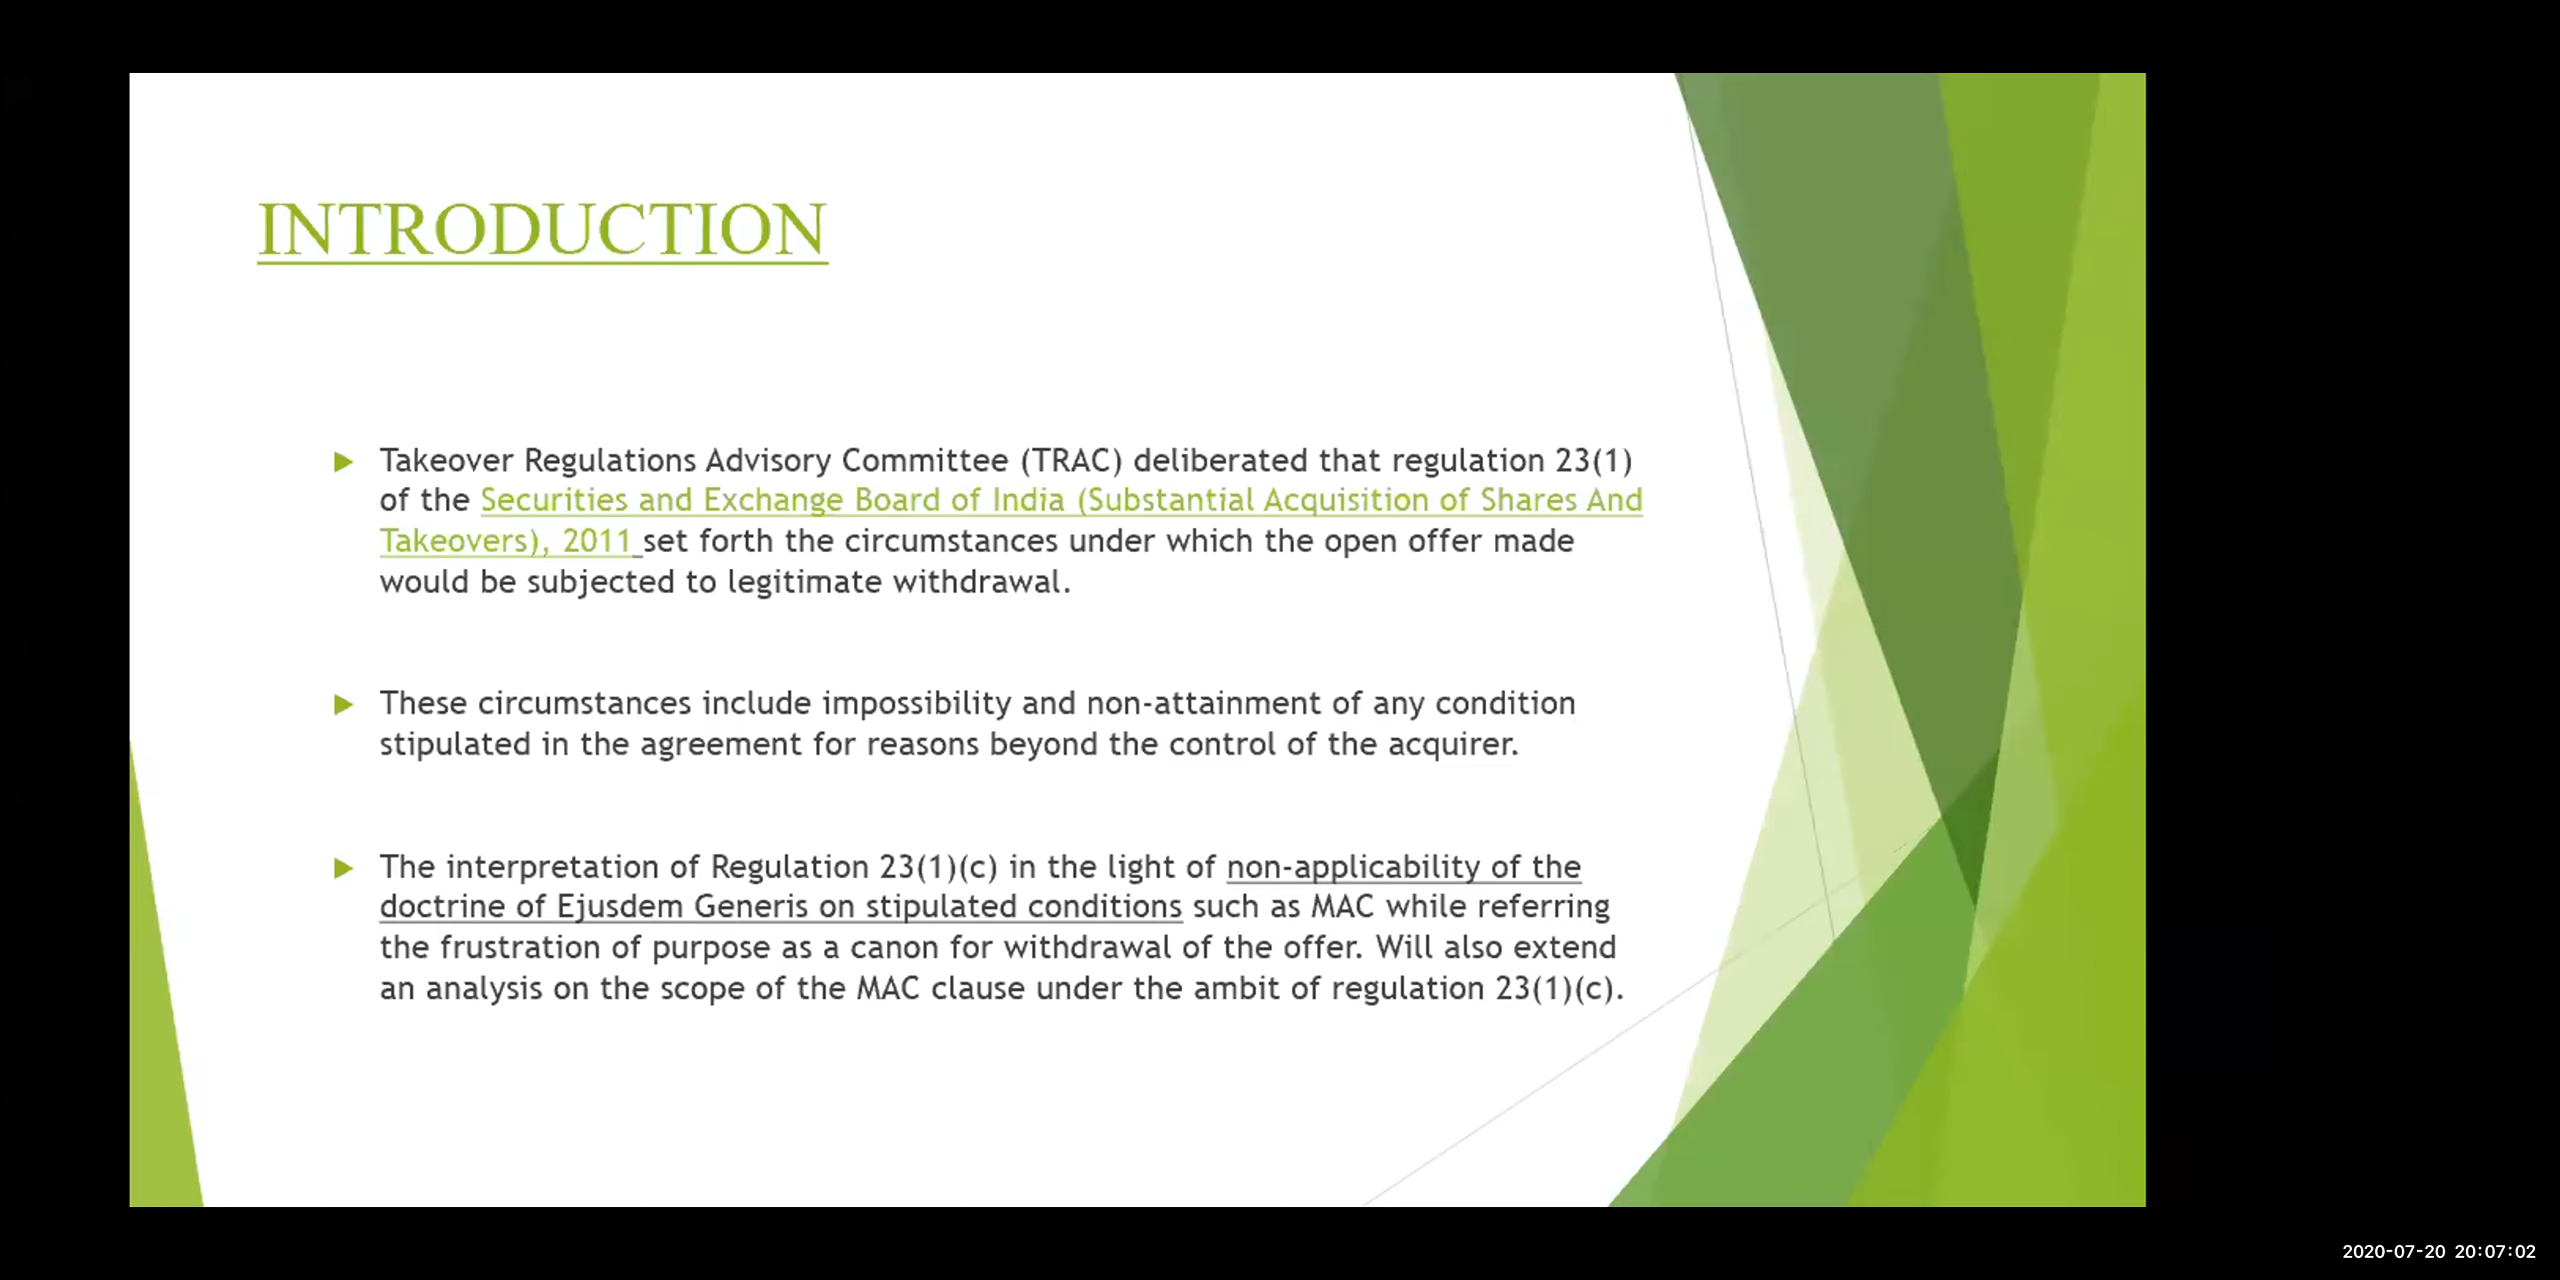 INTRODUCTION
Takeover Regulations Advisory Committee (TRAC) deliberated that regulation 23(1)
of the Securities and Exchange Board of India (Substantial Acquisition of Shares And
Takeovers), 2011 set forth the circumstances under which the open offer made
would be subjected to legitimate withdrawal.
These circumstances include impossibility and non-attainment of any condition
stipulated in the agreement for reasons beyond the control of the acquirer.
The interpretation of Regulation 23(1)(c) in the light of non-applicability of the
doctrine of Ejusdem Generis on stipulated conditions such as MAC while referring
the frustration of purpose as a canon for withdrawal of the offer. Will also extend
an analysis on the scope of the MAC clause under the ambit of regulation 23(1)(c).
2020-07-20 20:07:02